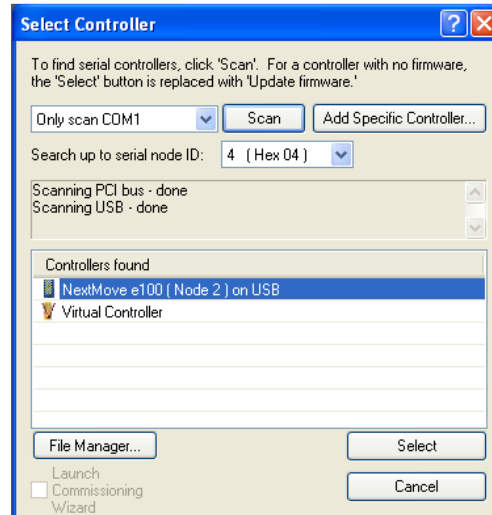 Select Controller
To find serial controllers, click 'Scan'. For a controller with no firmware,
the 'Select' button is replaced with 'Update firmware.'
Only scan COM1
Scan
Add Specific Controller...
Search up to serial node ID:
4 ( Hex 04 )
Scanning PCI bus - done
Scanning USB - done
Controllers found
NextMove e100 ( Node 2 ) on USB
Virtual Controller
File Manager...
Select
Launch
Commissioning
Wizard
Cancel